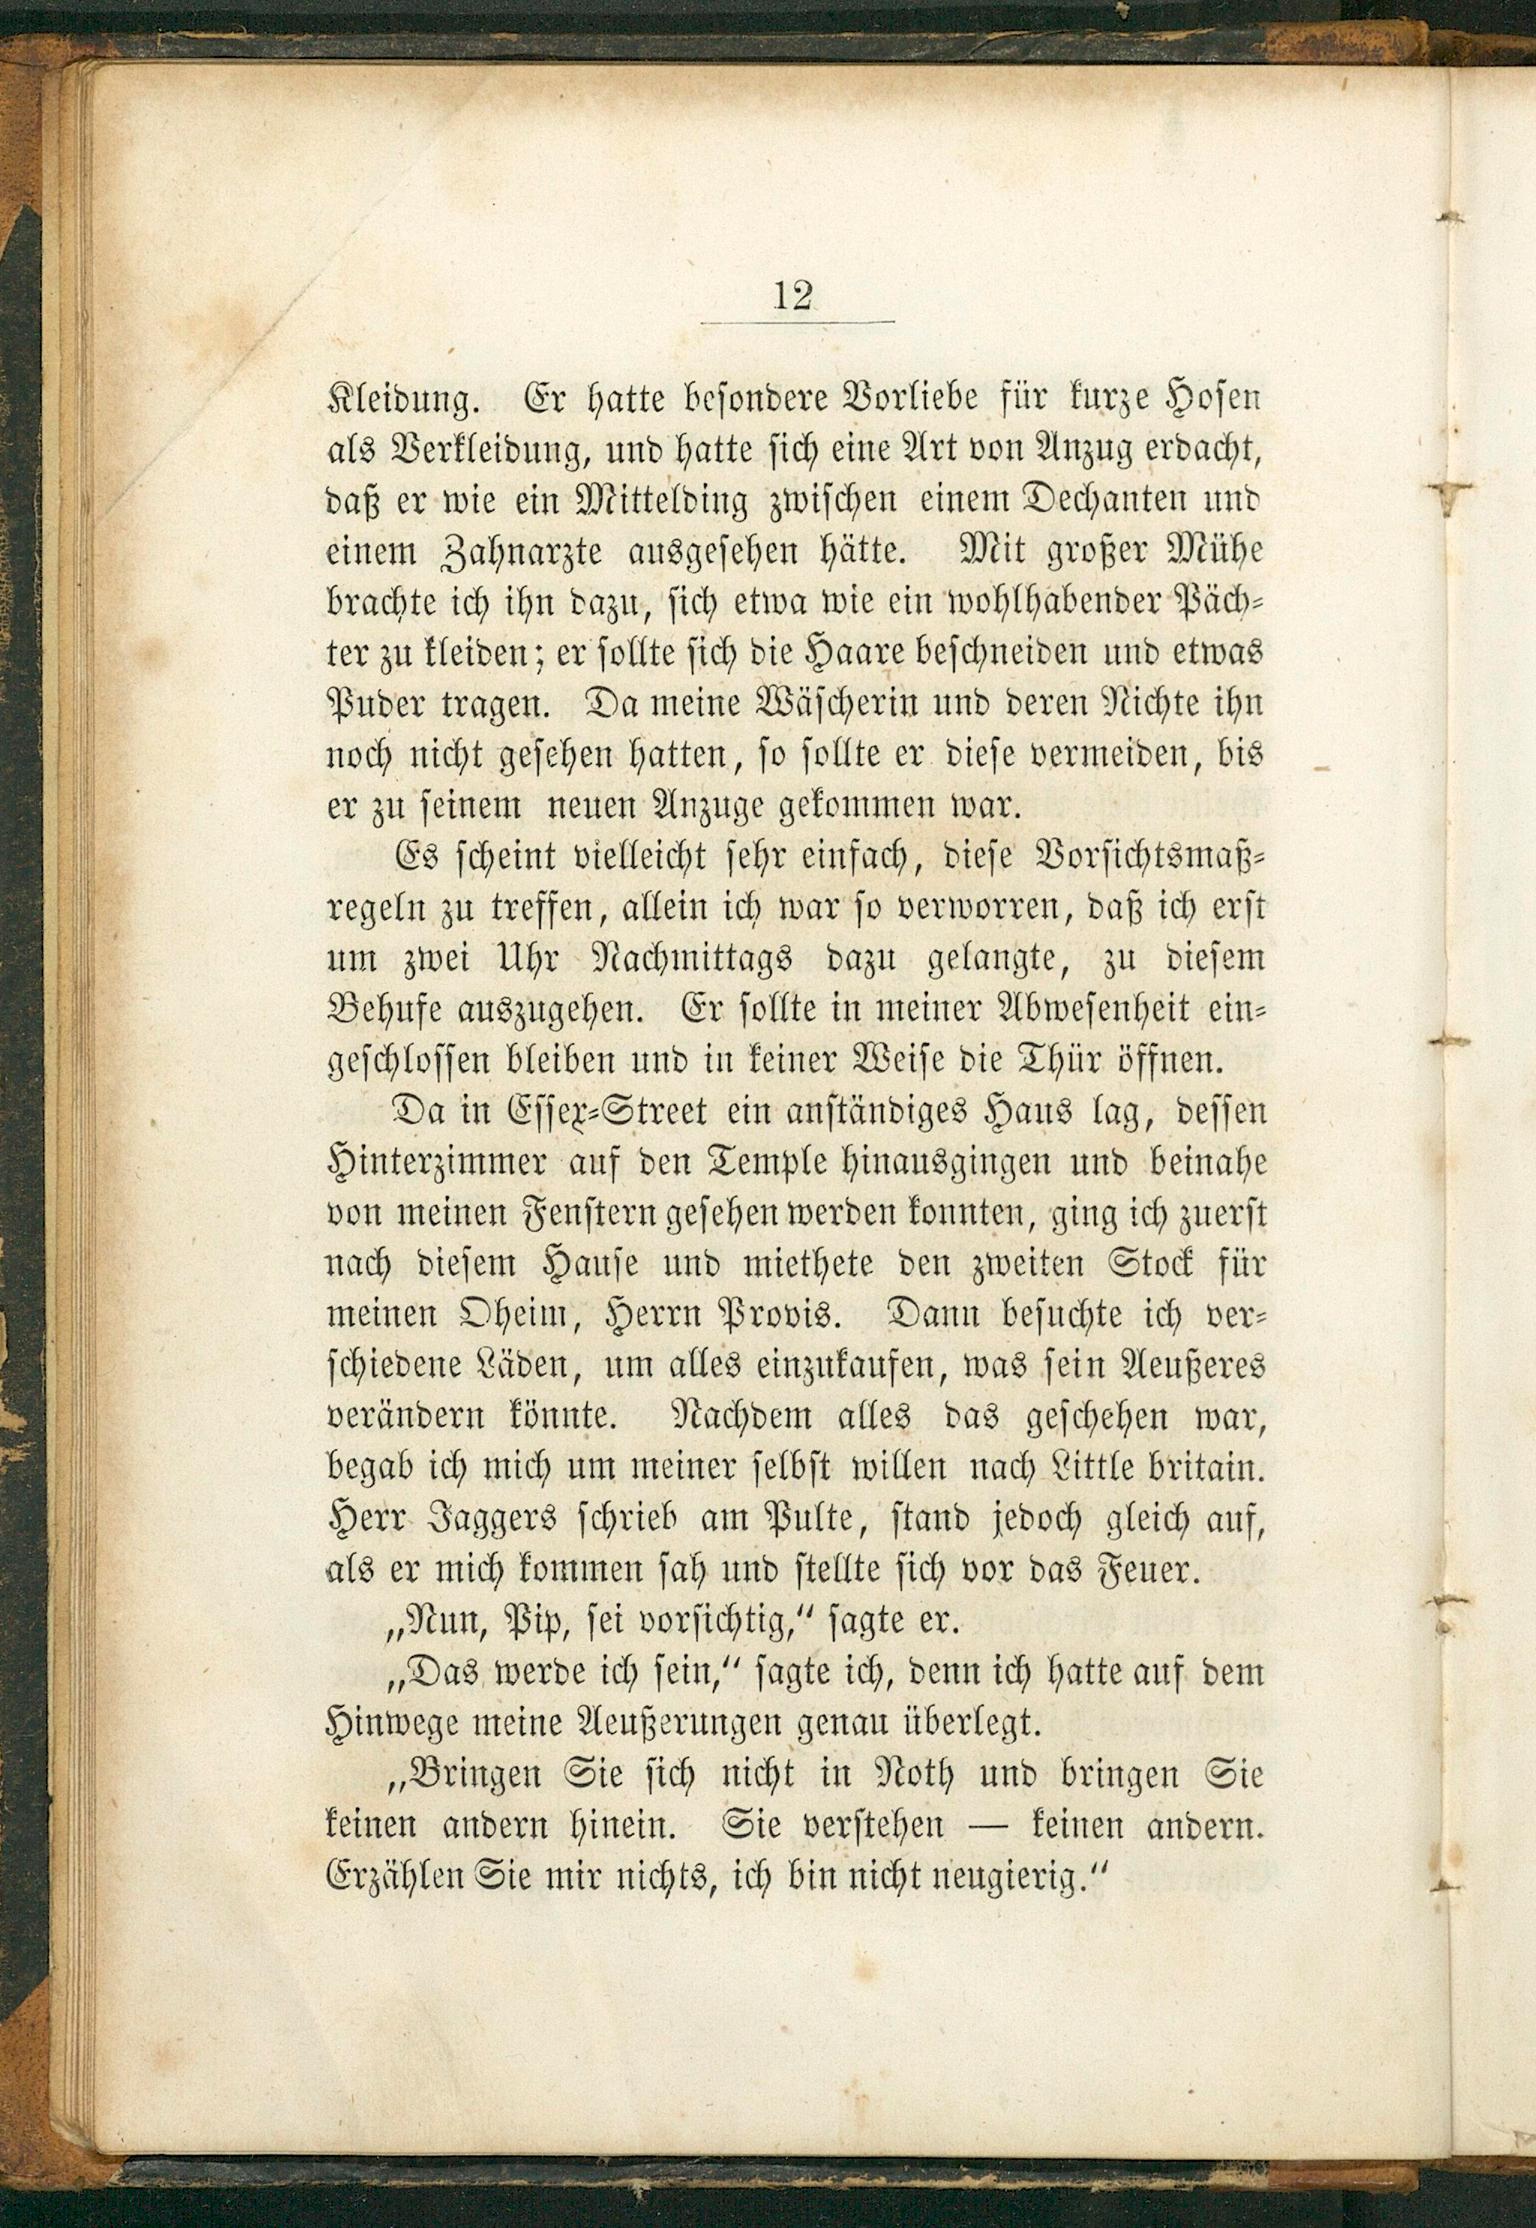 12
Kleidung. Er hatte besondere Vorliebe für kurze Hosen
als Verkleidung, und hatte sich eine Art von Anzug erdacht,
daß er wie ein Mittelding zwischen einem Dechanten und
einem Zahnarzte ausgesehen hätte. Mit großer Mühe
brachte ich ihn dazu, sich etwa wie ein wohlhabender Päch-
ter zu kleiden; er sollte sich die Haare beschneiden und etwas
Puder tragen. Da meine Wäscherin und deren Nichte ihn
noch nicht gesehen hatten, so sollte er diese vermeiden, bis
er zu seinem neuen Anzuge gekommen war.
Es scheint vielleicht sehr einfach, diese Vorsichtsmaß-
regeln zu treffen, allein ich war so verworren, daß ich erst
um zwei Uhr Nachmittags dazu gelangte, zu diesem
Behufe auszugehen. Er sollte in meiner Abwesenheit ein-
geschlossen bleiben und in keiner Weise die Thür öffnen.
Da in Essex-Street ein anständiges Haus lag, dessen
Hinterzimmer auf den Temple hinausgingen und beinahe
von meinen Fenstern gesehen werden konnten, ging ich zuerst
nach diesem Hause und miethete den zweiten Stock für
meinen Oheim, Herrn Provis. Dann besuchte ich ver-
schiedene Läden, um alles einzukaufen, was sein Aeußeres
verändern könnte. Nachdem alles das geschehen war,
begab ich mich um meiner selbst willen nach Little britain.
Herr Jaggers schrieb am Pulte, stand jedoch gleich auf,
als er mich kommen sah und stellte sich vor das Feuer.
„Nun, Pip, sei vorsichtig,“ sagte er.
„Das werde ich sein,“ sagte ich, denn ich hatte auf dem
Hinwege meine Aeußerungen genau überlegt.
„Bringen Sie sich nicht in Noth und bringen Sie
keinen andern hinein. Sie verstehen — keinen andern.
Erzählen Sie mir nichts, ich bin nicht neugierig.“